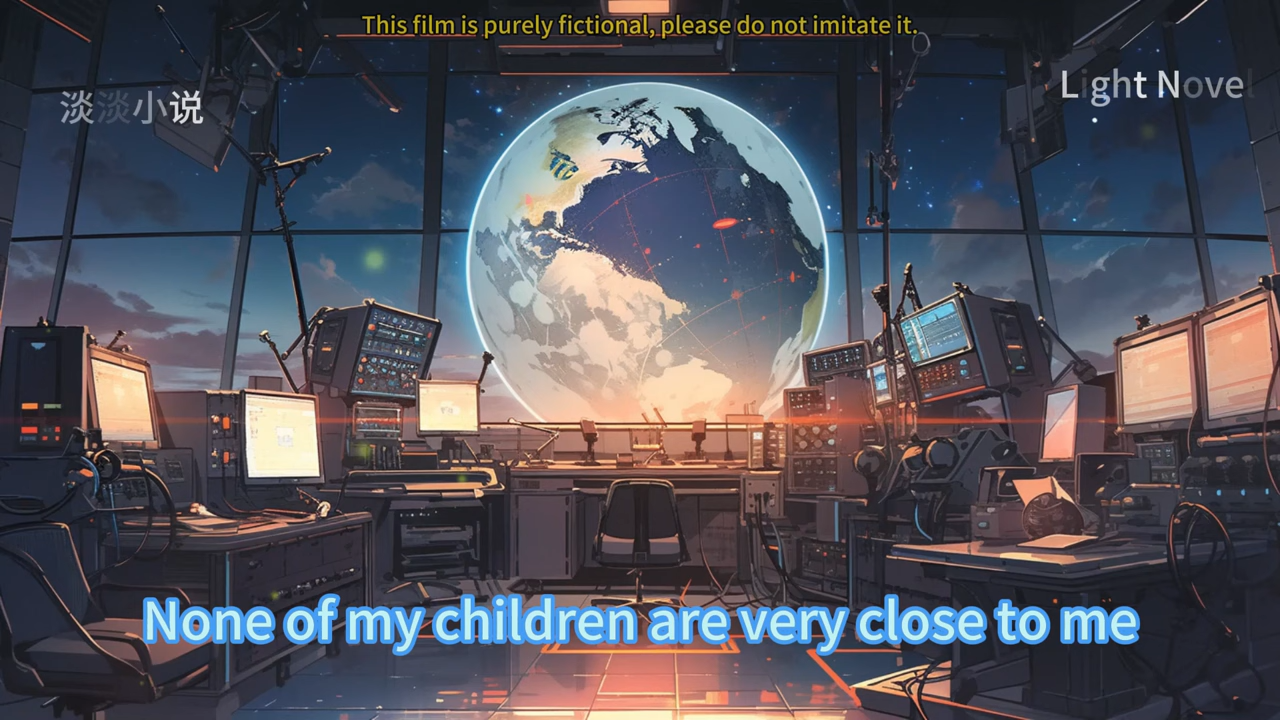 This film is purely fictional, please do not imitate it.
淡淡小说
Light Novel
None of my children are very close to me